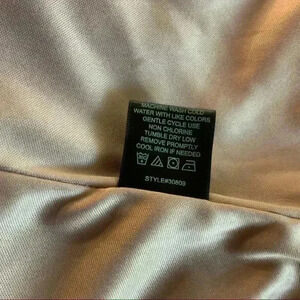 MACHINE WASH COLD
WATER WITH LIKE COLORS
GENTLE CYCLE USE
NON CHLORINE
TUMBLE DRY LOW
REMOVE PROMPTLY
COOL IRON IF NEEDED
STYLE#30609